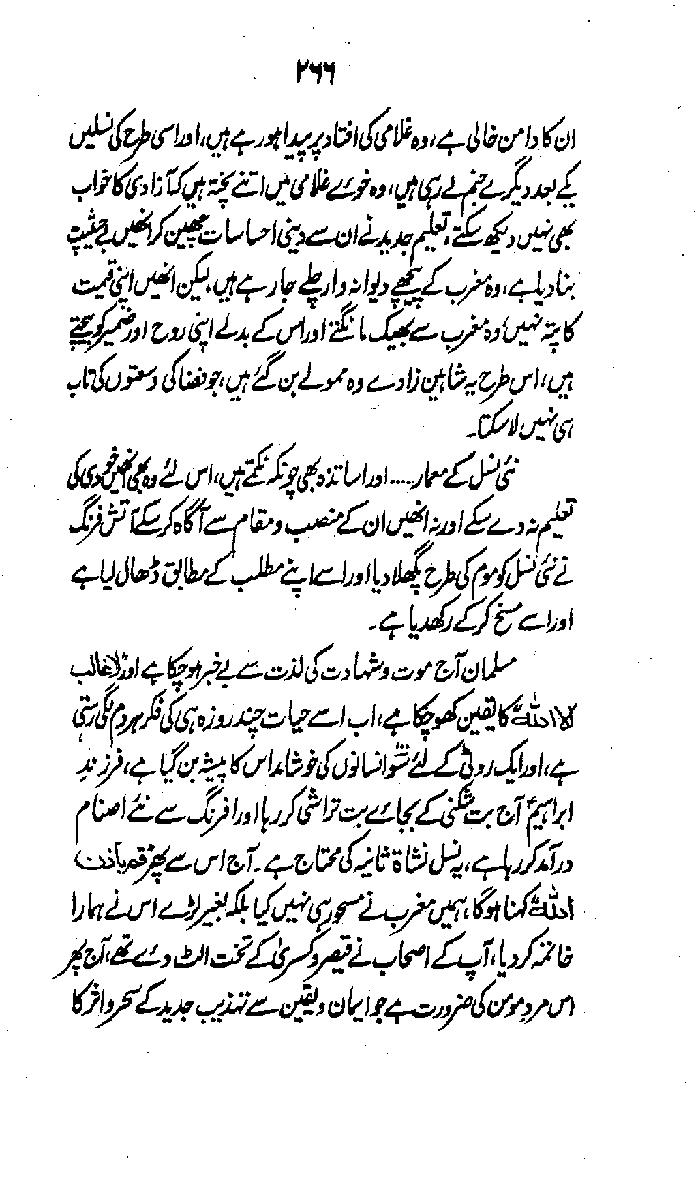 ۲۶۶
ان کا دامن خالی ہے، وہ غلامی کی افتاد پر پیدا ہو رہے ہیں، اور اسی طرح کی نسلیں
یکے بعد دیگرے جنم لے رہی ہیں، وہ خوئے غلامی میں اتنے پختہ ہیں کہ آزادی کا خواب
بھی نہیں دیکھ سکتے، تعلیم جدید نے ان سے دینی احساسات چھین کر انھیں بے حیثیت
بنا دیا ہے، وہ مغرب کے پیچھے دیوانہ وار چلے جا رہے ہیں، لیکن انھیں اپنی قیمت
کا پتہ نہیں، وہ مغرب سے بھیک مانگتے اور اس کے بدلے اپنی روح اور ضمیر کو بیچتے
ہیں، اس طرح یہ شاہین زادے وہ ممولے بن گئے ہیں، جو فضا کی وسعتوں کی تاب
ہی نہیں لا سکتا۔
نئی نسل کے معمار.... اور اساتذہ بھی چونکہ نکمے ہیں، اس لئے وہ بھی انھیں خودی کی
تعلیم نہ دے سکے اور نہ انھیں ان کے منصب و مقام سے آگاہ کر سکے، آتش فرنگ
نے نئی نسل کو موم کی طرح پگھلا دیا اور اسے اپنے مطلب کے مطابق ڈھال لیا ہے
اور اسے مسخ کر کے رکھدیا ہے۔
مسلمان آج موت و شہادت کی لذت سے بے خبر ہو چکا ہے اور لا غالب
الا اللہ کا یقین کھو چکا ہے، اب اسے حیات چند روزہ ہی کی فکر ہر دم لگی رہتی
ہے، اور ایک روٹی کے لئے سو انسانوں کی خوشامد اس کا پیشہ بن گیا ہے، فرزندِ
ابراہیمؑ آج بت شکنی کے بجائے بت تراشی کر رہا اور افرنگ سے نئے اصنام
درآمد کر رہا ہے، یہ نسل نشاۃ ثانیہ کی محتاج ہے۔ آج اس سے پھر قم باذن
اللہ کہنا ہوگا، ہمیں مغرب نے مسحور ہی نہیں کیا بلکہ بغیر لڑے اس نے ہمارا
خاتمہ کر دیا، آپ کے اصحاب نے قیصر و کسریٰ کے تخت الٹ دئے تھے، آج پھر
اس مرد مومن کی ضرورت ہے جو ایمان و یقین سے تہذیب جدید کے سحر و اثر کا